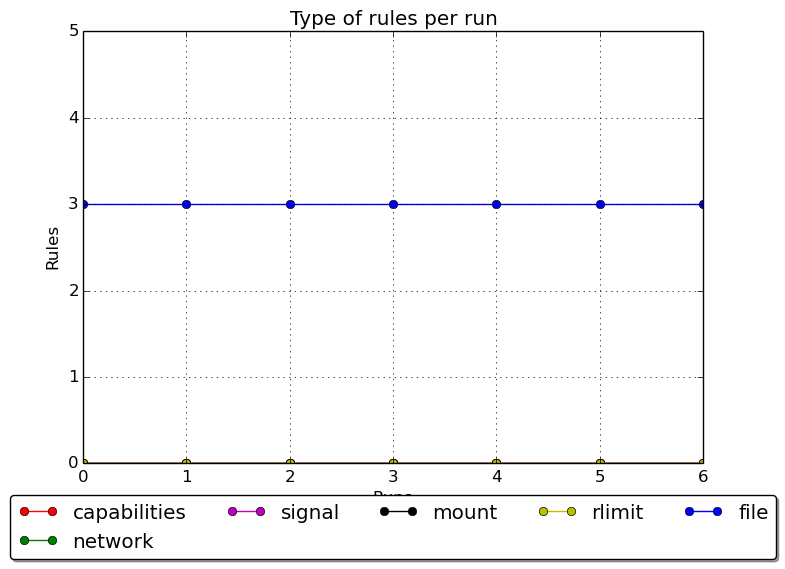 Type of rules per run
5
4
3
2
1
0
Rules
0 1 2 3 4 5 6
Runs
capabilities signal mount rlimit file
network